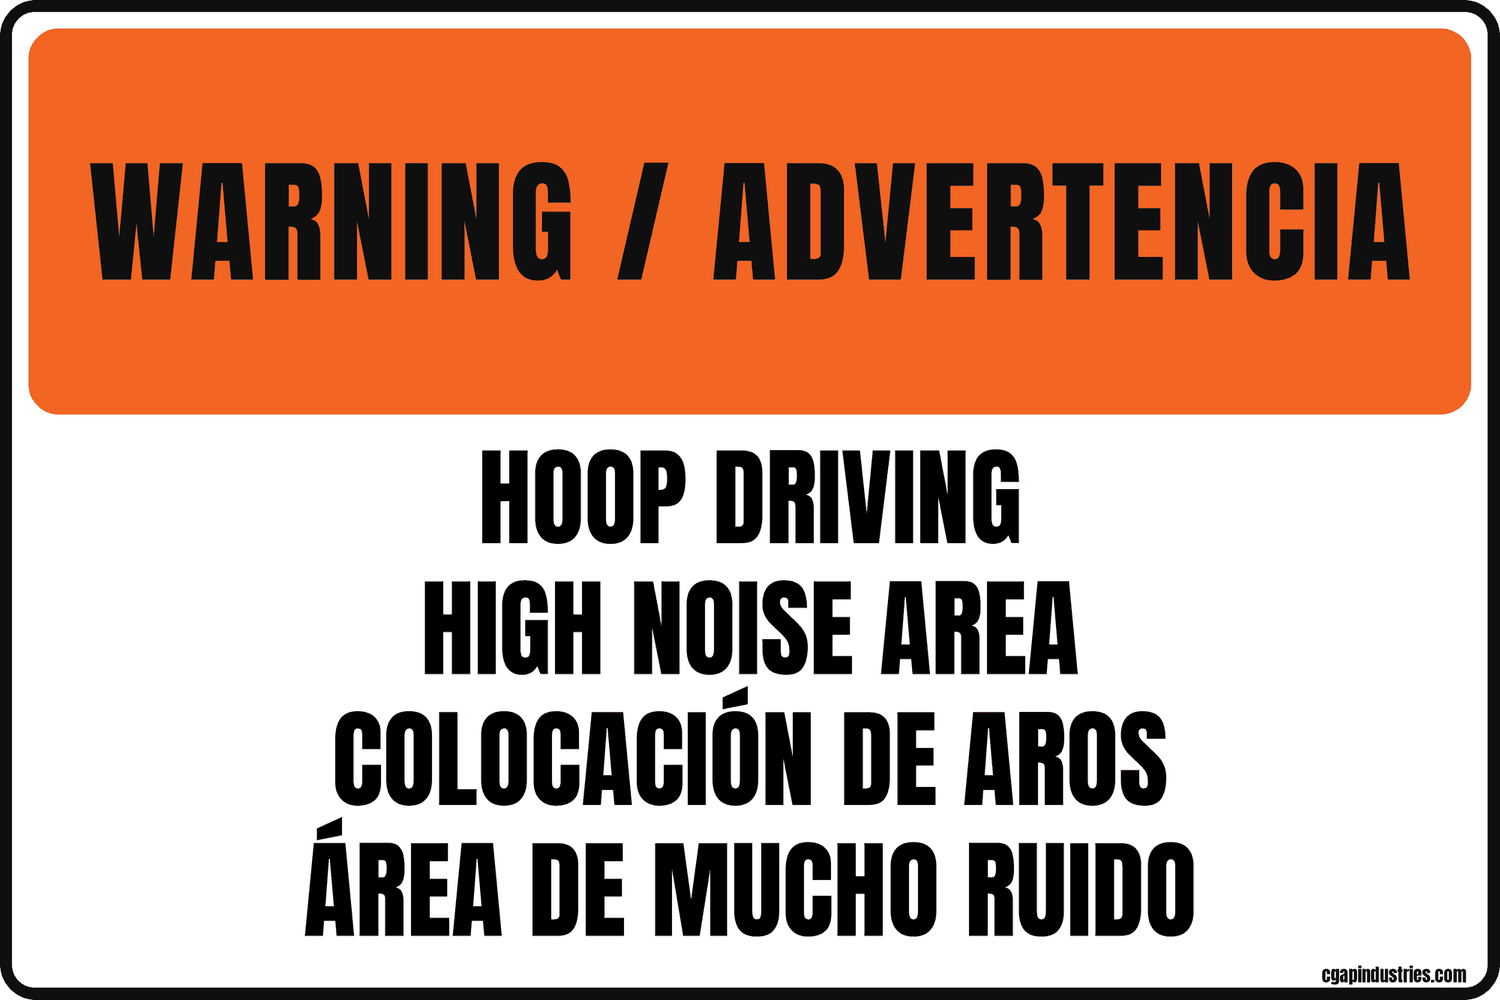 WARNING / ADVERTENCIA
HOOP DRIVING
HIGH NOISE AREA
COLOCACIÓN DE AROS
ÁREA DE MUCHO RUIDO
cgapindustries.com